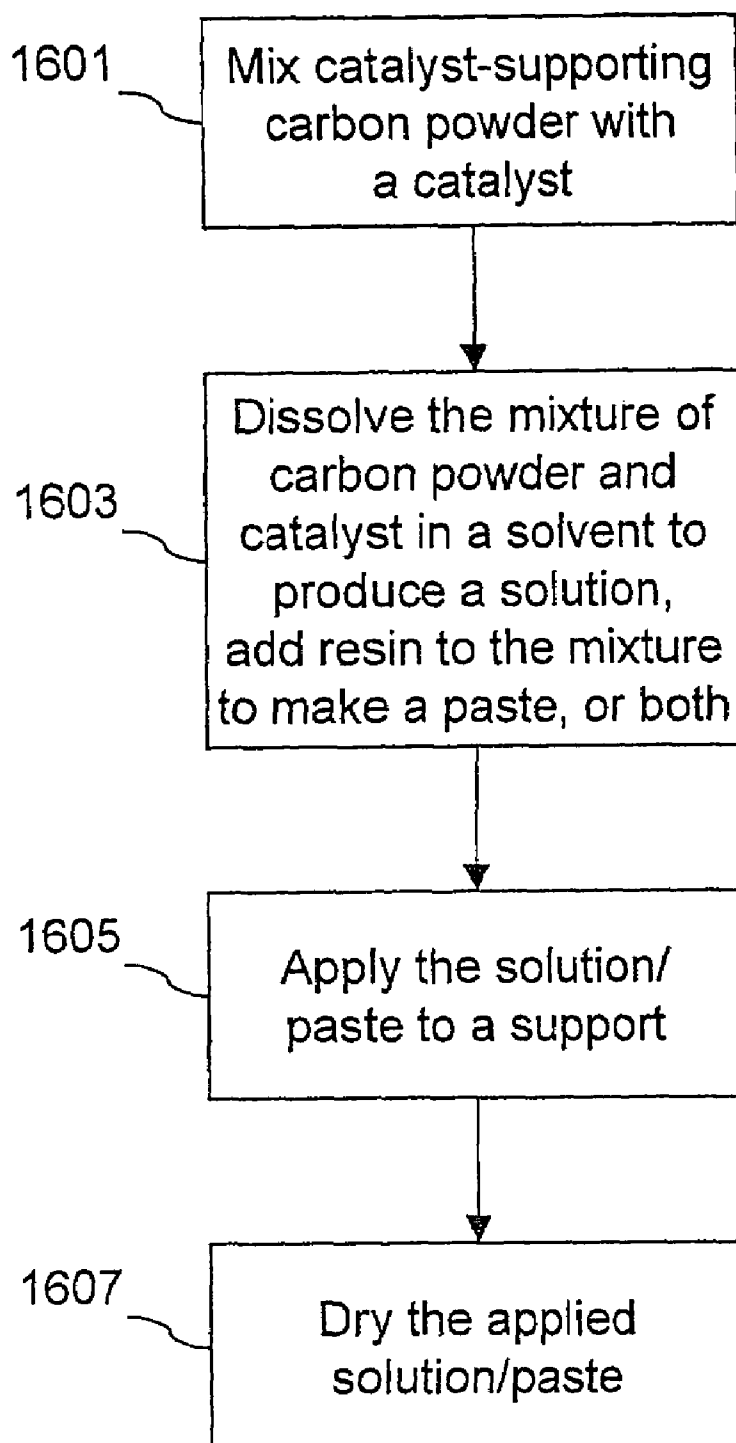 1601
Mix catalyst-supporting
carbon powder with
a catalyst
1603
Dissolve the mixture of
carbon powder and
catalyst in a solvent to
produce a solution,
add resin to the mixture
to make a paste, or both
1605
Apply the solution/
paste to a support
1607
Dry the applied
solution/paste